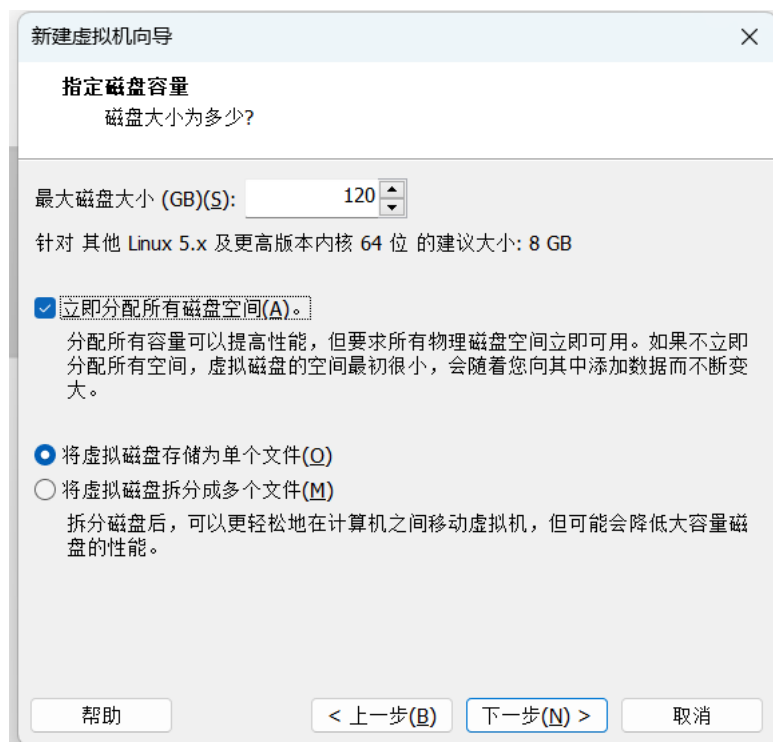 新建虚拟机向导
指定磁盘容量
磁盘大小为多少?
最大磁盘大小 (GB)(S): 120
针对 其他 Linux 5.x 及更高版本内核 64 位 的建议大小: 8 GB
立即分配所有磁盘空间(A)。
分配所有容量可以提高性能，但要求所有物理磁盘空间立即可用。如果不立即
分配所有空间，虚拟磁盘的空间最初很小，会随着您向其中添加数据而不断变
大。
将虚拟磁盘存储为单个文件(O)
将虚拟磁盘拆分成多个文件(M)
拆分磁盘后，可以更轻松地在计算机之间移动虚拟机，但可能会降低大容量磁
盘的性能。
帮助 < 上一步(B) 下一步(N) > 取消